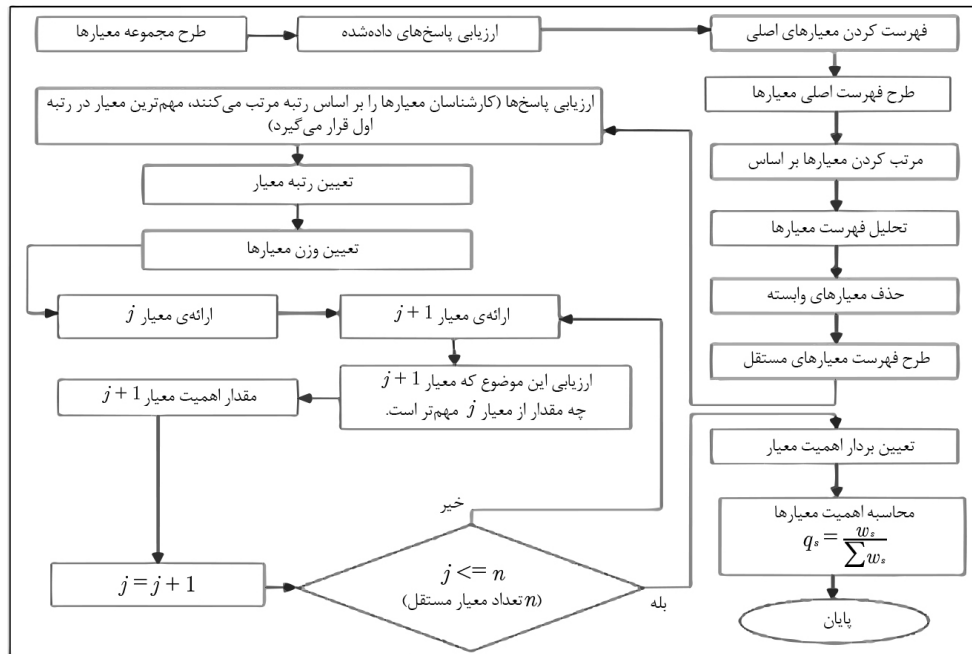 طرح مجموعه معیارها
ارزیابی پاسخ‌های داده‌شده
فهرست کردن معیارهای اصلی
طرح فهرست اصلی معیارها
مرتب کردن معیارها بر اساس
تحلیل فهرست معیارها
حذف معیارهای وابسته
طرح فهرست معیارهای مستقل
ارزیابی پاسخ‌ها (کارشناسان معیارها را بر اساس رتبه مرتب می‌کنند، مهم‌ترین معیار در رتبه
اول قرار می‌گیرد)
تعیین رتبه معیار
تعیین وزن معیارها
ارائه‌ی معیار j
ارائه‌ی معیار j + 1
ارزیابی این موضوع که معیار j + 1
چه مقدار از معیار j مهم‌تر است.
مقدار اهمیت معیار j + 1
j = j + 1
j <= n
(n تعداد معیار مستقل)
خیر
بله
تعیین بردار اهمیت معیار
محاسبه اهمیت معیارها
qₛ = wₛ / ∑wₛ
پایان